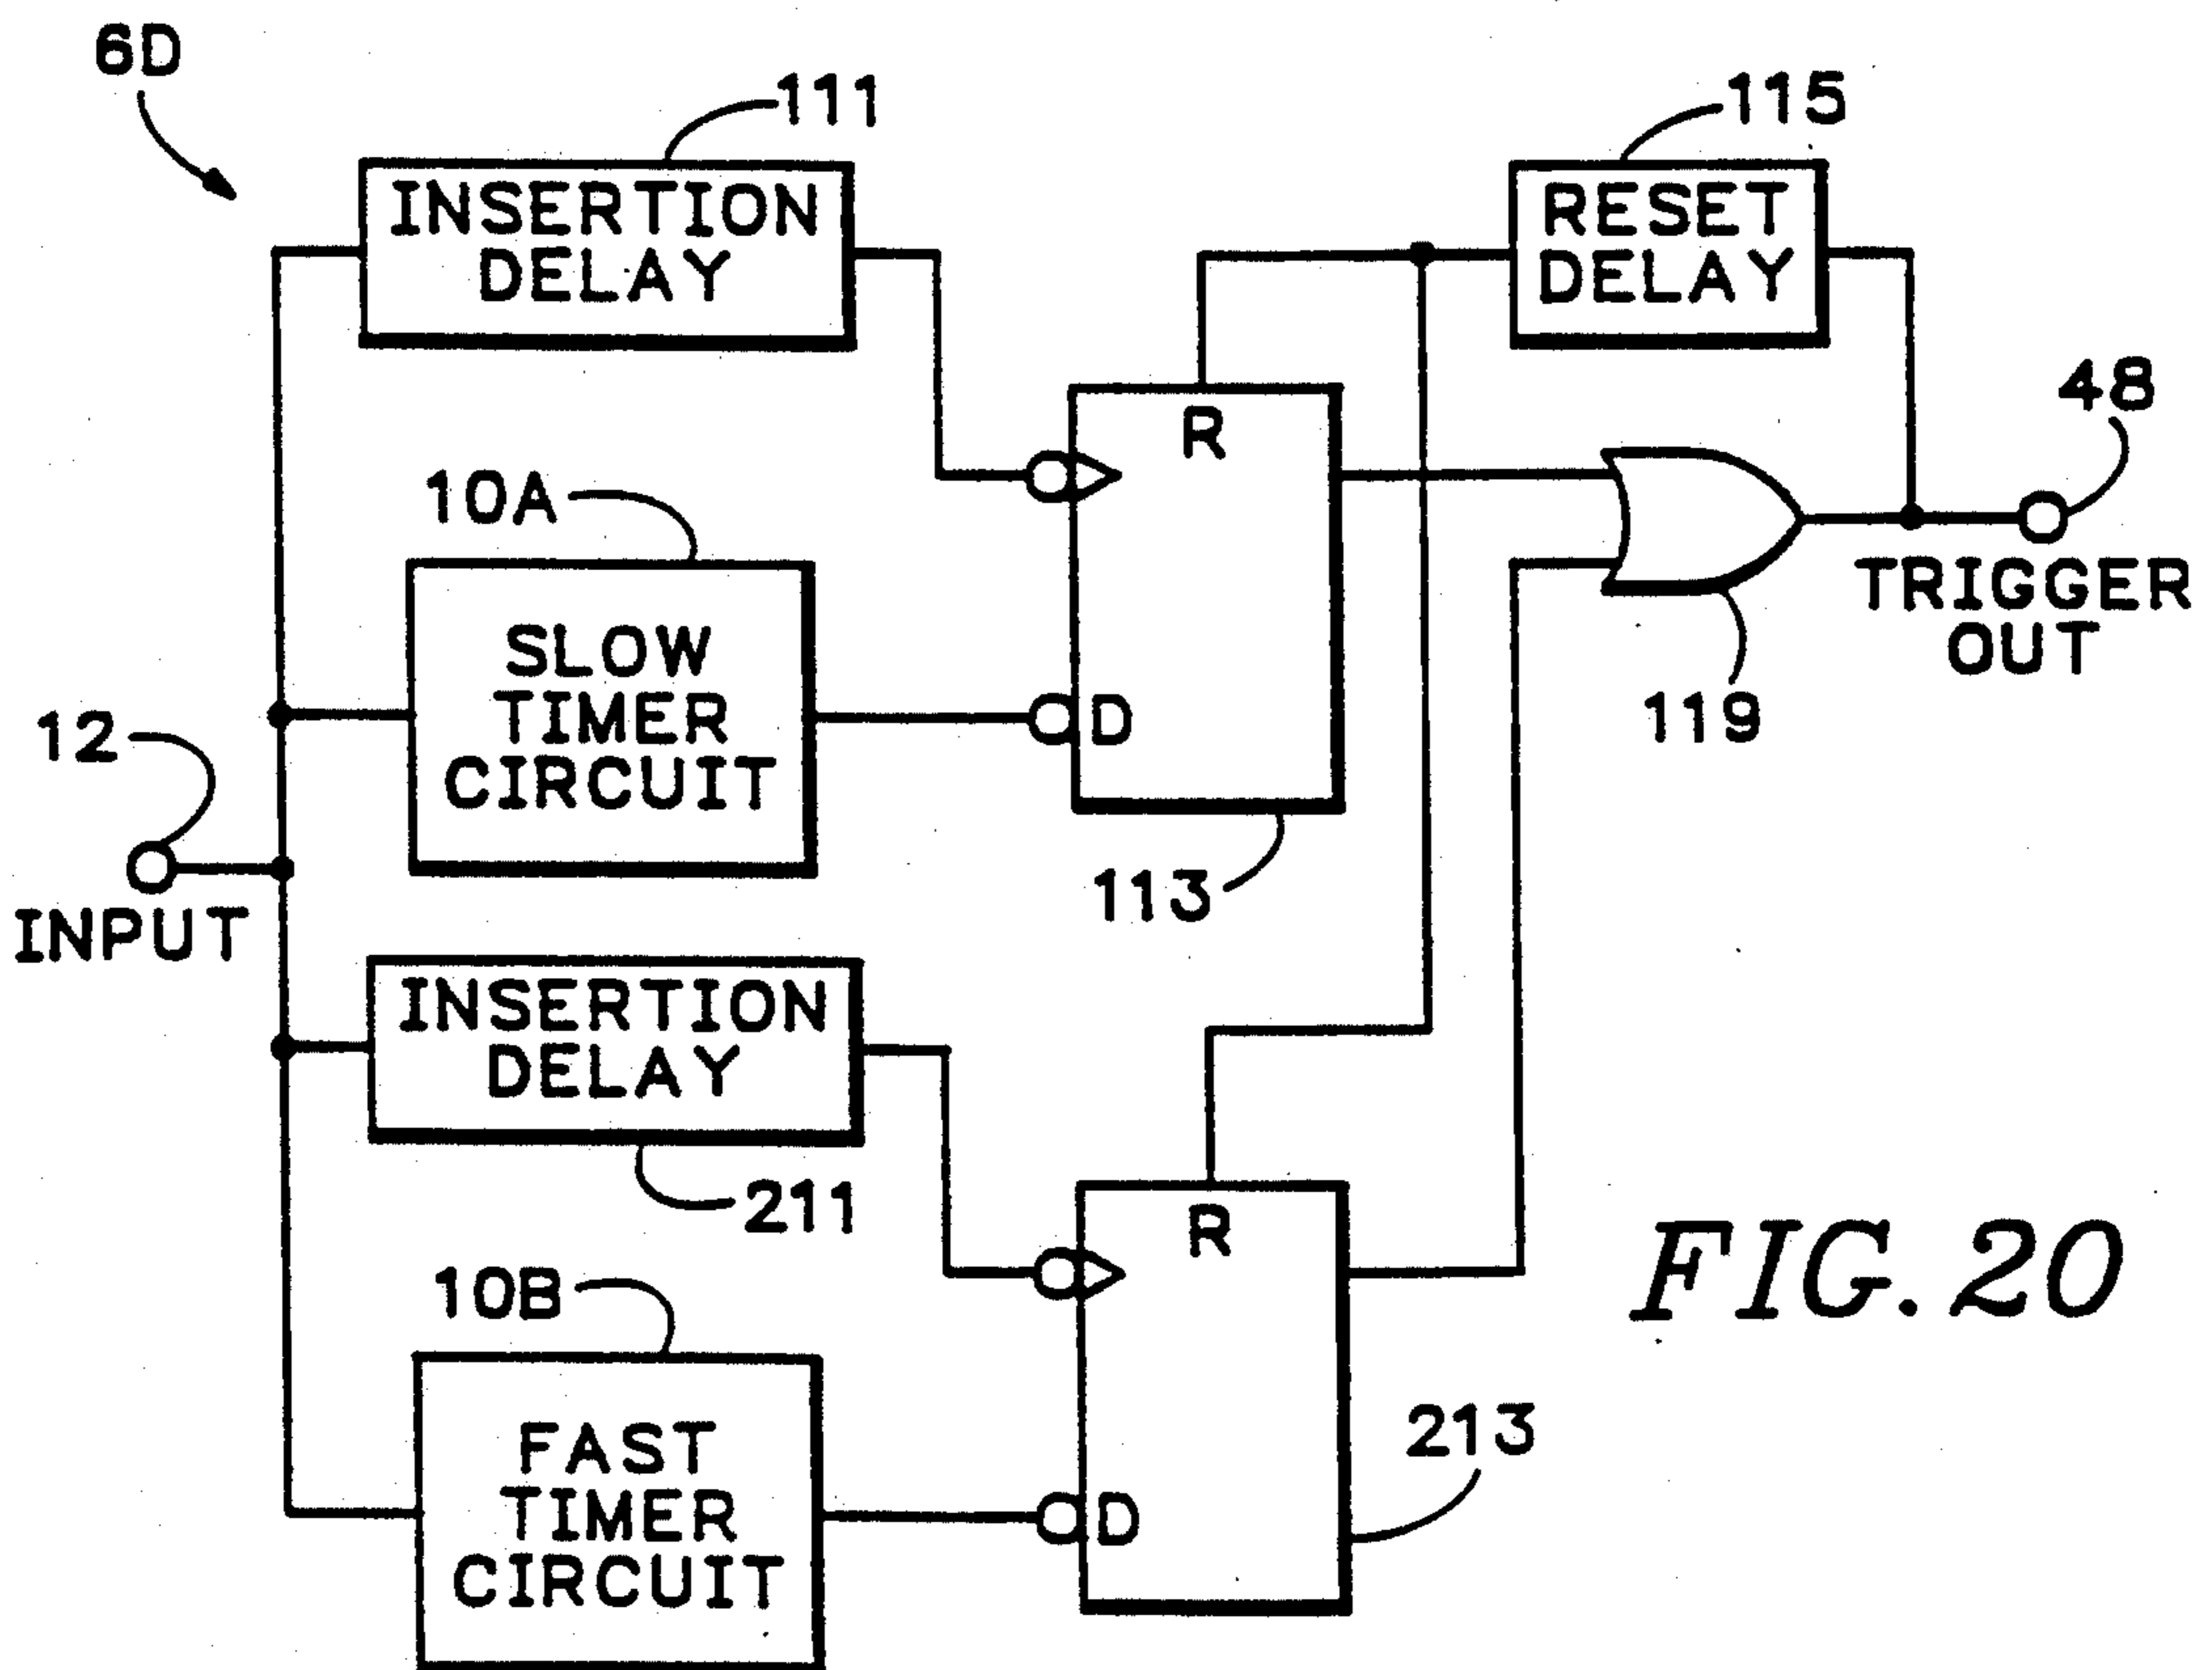 6D
111
115
INSERTION
DELAY
RESET
DELAY
48
R
10A
TRIGGER
OUT
SLOW
TIMER
CIRCUIT
D
119
12
INPUT
113
INSERTION
DELAY
211
R
10B
FIG. 20
FAST
TIMER
CIRCUIT
D
213